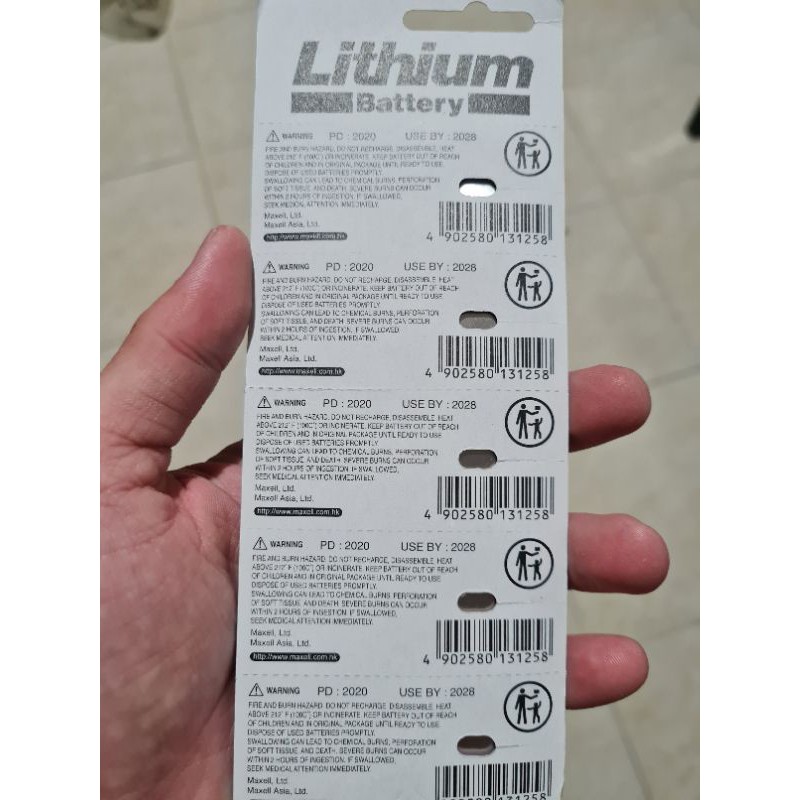 Lithium
Battery
WARNING PD : 2020 USE BY : 2028
FIRE AND BURN HAZARD. DO NOT RECHARGE, DISASSEMBLE, HEAT
ABOVE 212° F (100C) OR INCINERATE. KEEP BATTERY OUT OF REACH
OF CHILDREN AND IN ORIGINAL PACKAGE UNTIL READY TO USE.
DISPOSE OF USED BATTERIES PROMPTLY.
SWALLOWING CAN LEAD TO CHEMICAL BURNS, PERFORATION
OF SOFT TISSUE, AND DEATH. SEVERE BURNS CAN OCCUR
WITHIN 2 HOURS OF INGESTION. IF SWALLOWED,
SEEK MEDICAL ATTENTION IMMEDIATELY.
Maxell, Ltd.
Maxell Asia, Ltd.
http://www.maxell.com.hk
4 902580 131258
WARNING PD : 2020 USE BY : 2028
FIRE AND BURN HAZARD. DO NOT RECHARGE, DISASSEMBLE, HEAT
ABOVE 212° F (100C) OR INCINERATE. KEEP BATTERY OUT OF REACH
OF CHILDREN AND IN ORIGINAL PACKAGE UNTIL READY TO USE.
DISPOSE OF USED BATTERIES PROMPTLY.
SWALLOWING CAN LEAD TO CHEMICAL BURNS, PERFORATION
OF SOFT TISSUE, AND DEATH. SEVERE BURNS CAN OCCUR
WITHIN 2 HOURS OF INGESTION. IF SWALLOWED,
SEEK MEDICAL ATTENTION IMMEDIATELY.
Maxell, Ltd.
Maxell Asia, Ltd.
http://www.maxell.com.hk
4 902580 131258
WARNING PD : 2020 USE BY : 2028
FIRE AND BURN HAZARD. DO NOT RECHARGE, DISASSEMBLE, HEAT
ABOVE 212° F (100C) OR INCINERATE. KEEP BATTERY OUT OF REACH
OF CHILDREN AND IN ORIGINAL PACKAGE UNTIL READY TO USE.
DISPOSE OF USED BATTERIES PROMPTLY.
SWALLOWING CAN LEAD TO CHEMICAL BURNS, PERFORATION
OF SOFT TISSUE, AND DEATH. SEVERE BURNS CAN OCCUR
WITHIN 2 HOURS OF INGESTION. IF SWALLOWED,
SEEK MEDICAL ATTENTION IMMEDIATELY.
Maxell, Ltd.
Maxell Asia, Ltd.
http://www.maxell.com.hk
4 902580 131258
WARNING PD : 2020 USE BY : 2028
FIRE AND BURN HAZARD. DO NOT RECHARGE, DISASSEMBLE, HEAT
ABOVE 212° F (100C) OR INCINERATE. KEEP BATTERY OUT OF REACH
OF CHILDREN AND IN ORIGINAL PACKAGE UNTIL READY TO USE.
DISPOSE OF USED BATTERIES PROMPTLY.
SWALLOWING CAN LEAD TO CHEMICAL BURNS, PERFORATION
OF SOFT TISSUE, AND DEATH. SEVERE BURNS CAN OCCUR
WITHIN 2 HOURS OF INGESTION. IF SWALLOWED,
SEEK MEDICAL ATTENTION IMMEDIATELY.
Maxell, Ltd.
Maxell Asia, Ltd.
http://www.maxell.com.hk
4 902580 131258
WARNING PD : 2020 USE BY : 2028
FIRE AND BURN HAZARD. DO NOT RECHARGE, DISASSEMBLE, HEAT
ABOVE 212° F (100C) OR INCINERATE. KEEP BATTERY OUT OF REACH
OF CHILDREN AND IN ORIGINAL PACKAGE UNTIL READY TO USE.
DISPOSE OF USED BATTERIES PROMPTLY.
SWALLOWING CAN LEAD TO CHEMICAL BURNS, PERFORATION
OF SOFT TISSUE, AND DEATH. SEVERE BURNS CAN OCCUR
WITHIN 2 HOURS OF INGESTION. IF SWALLOWED,
SEEK MEDICAL ATTENTION IMMEDIATELY.
Maxell, Ltd.
Maxell Asia, Ltd.
4 902580 131258